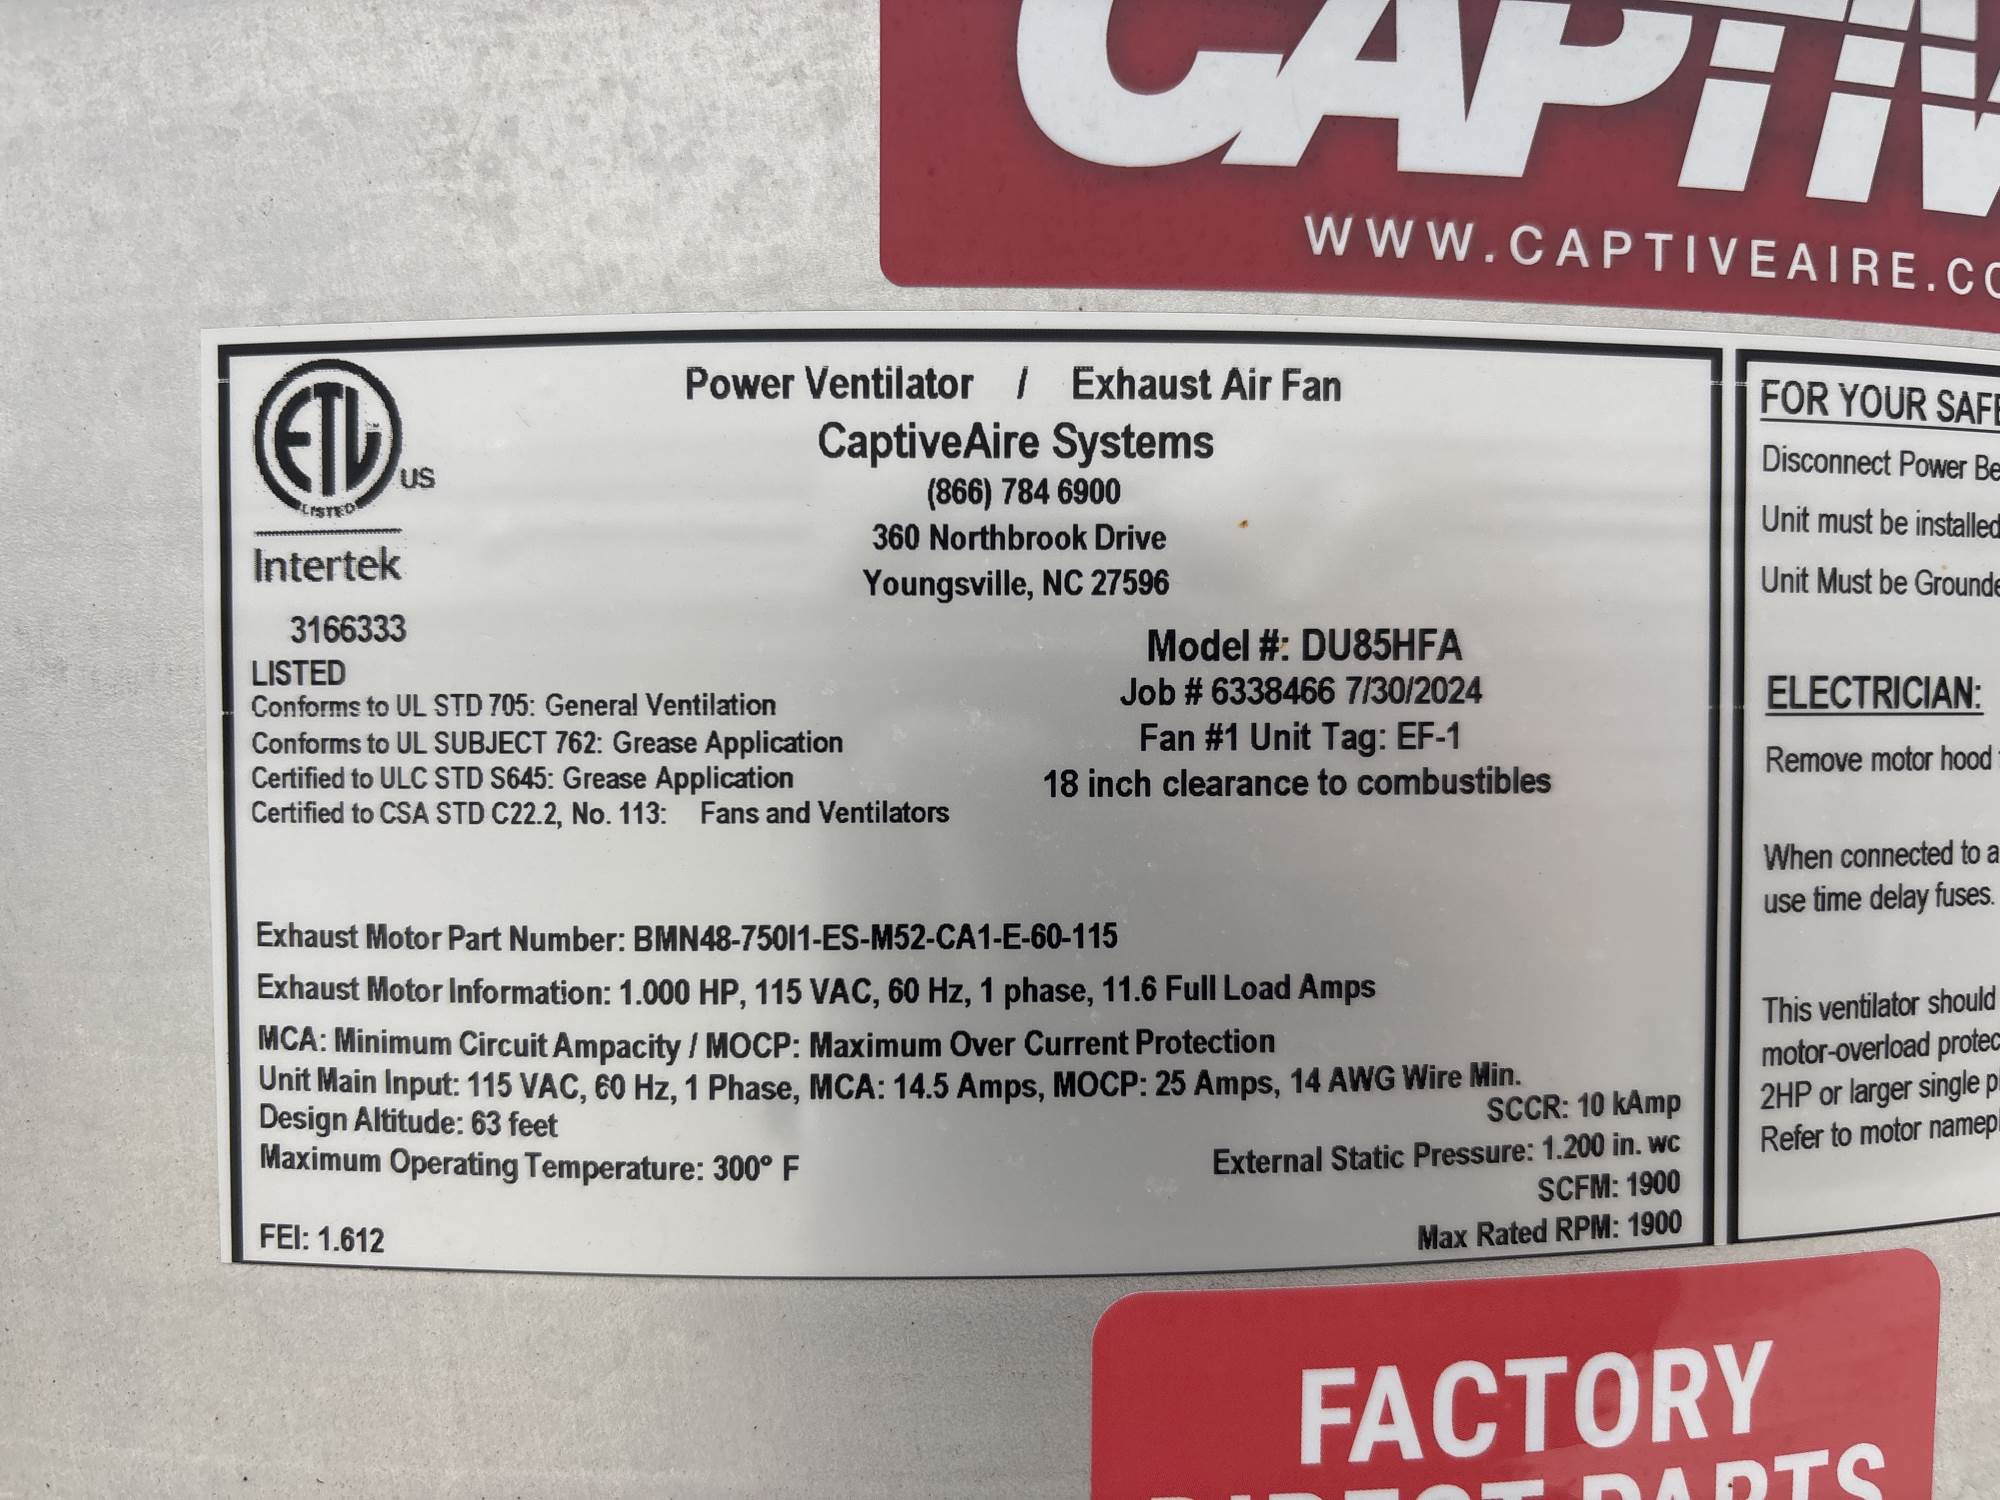 WWW.CAPTIVEAIRE.
ETL
US
LISTED
Intertek
3166333
LISTED
Conforms to UL STD 705: General Ventilation
Conforms to UL SUBJECT 762: Grease Application
Certified to ULC STD S645: Grease Application
Certified to CSA STD C22.2, No. 113: Fans and Ventilators
Power Ventilator / Exhaust Air Fan
CaptiveAire Systems
(866) 784 6900
360 Northbrook Drive
Youngsville, NC 27596
Model #: DU85HFA
Job # 6338466 7/30/2024
Fan #1 Unit Tag: EF-1
18 inch clearance to combustibles
Exhaust Motor Part Number: BMN48-750I1-ES-M52-CA1-E-60-115
Exhaust Motor Information: 1.000 HP, 115 VAC, 60 Hz, 1 phase, 11.6 Full Load Amps
MCA: Minimum Circuit Ampacity / MOCP: Maximum Over Current Protection
Unit Main Input: 115 VAC, 60 Hz, 1 Phase, MCA: 14.5 Amps, MOCP: 25 Amps, 14 AWG Wire Min.
SCCR: 10 kAmp
Design Altitude: 63 feet
Maximum Operating Temperature: 300° F
External Static Pressure: 1.200 in. wc
SCFM: 1900
Max Rated RPM: 1900
FEI: 1.612
FOR YOUR
Disconnect Power
Unit must be installed
Unit Must be
ELECTRICIAN:
Remove motor hood
When connected to a
use time delay fuses.
This ventilator should
motor-overload
2HP or larger single
Refer to motor
FACTORY
DIRECT PARTS